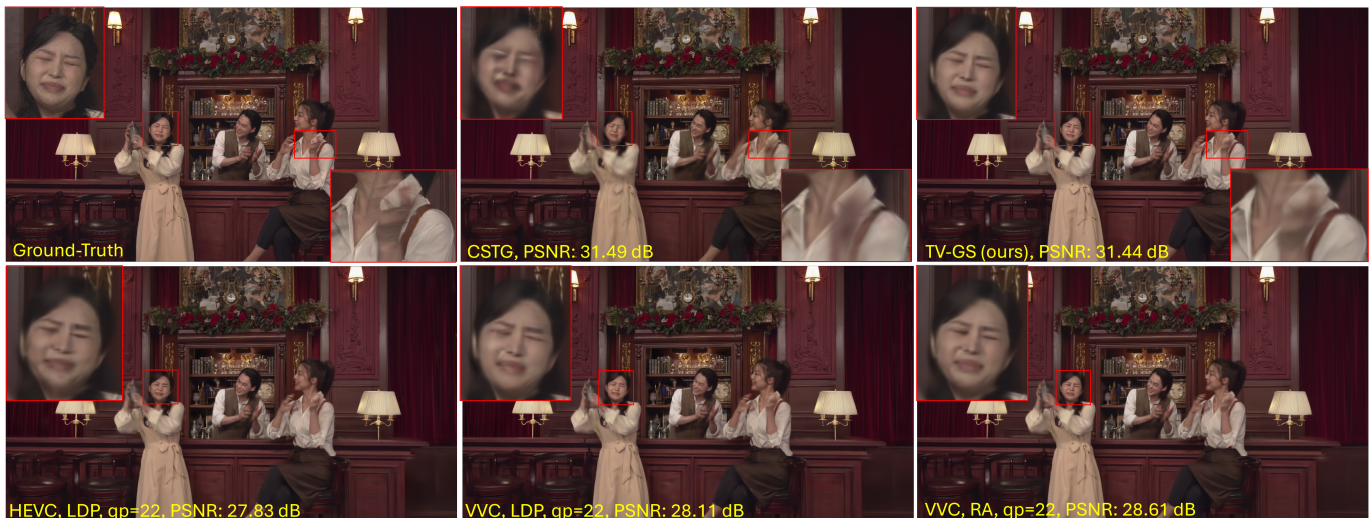 Ground-Truth
CSTG, PSNR: 31.49 dB
TV-GS (ours), PSNR: 31.44 dB
HEVC, LDP, qp=22, PSNR: 27.83 dB
VVC, LDP, qp=22, PSNR: 28.11 dB
VVC, RA, qp=22, PSNR: 28.61 dB